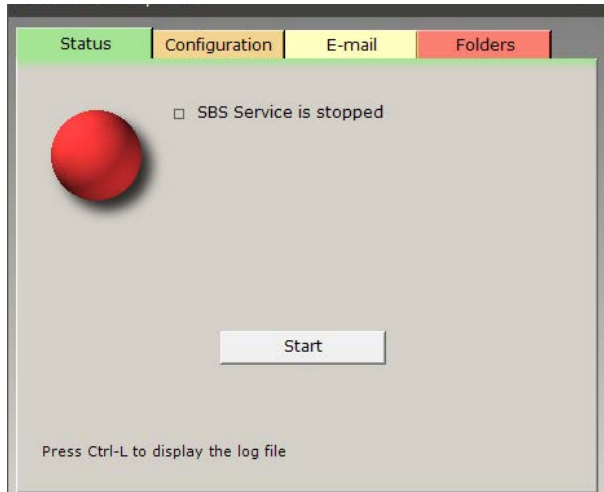 Status
Configuration
E-mail
Folders
SBS Service is stopped
Start
Press Ctrl-L to display the log file